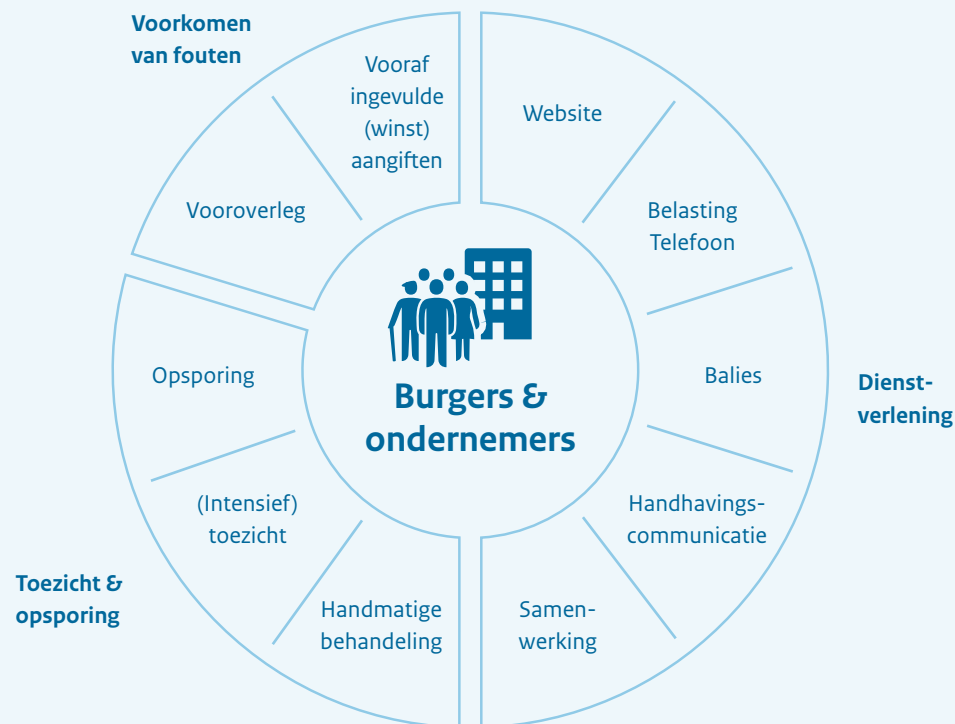 Voorkomen
van fouten
Vooraf
ingevulde
(winst)
aangiften
Vooroverleg
Website
Belasting
Telefoon
Balies
Dienst-
verlening
Handhavings-
communicatie
Samen-
werking
Handmatige
behandeling
(Intensief)
toezicht
Opsporing
Toezicht &
opsporing
Burgers &
ondernemers